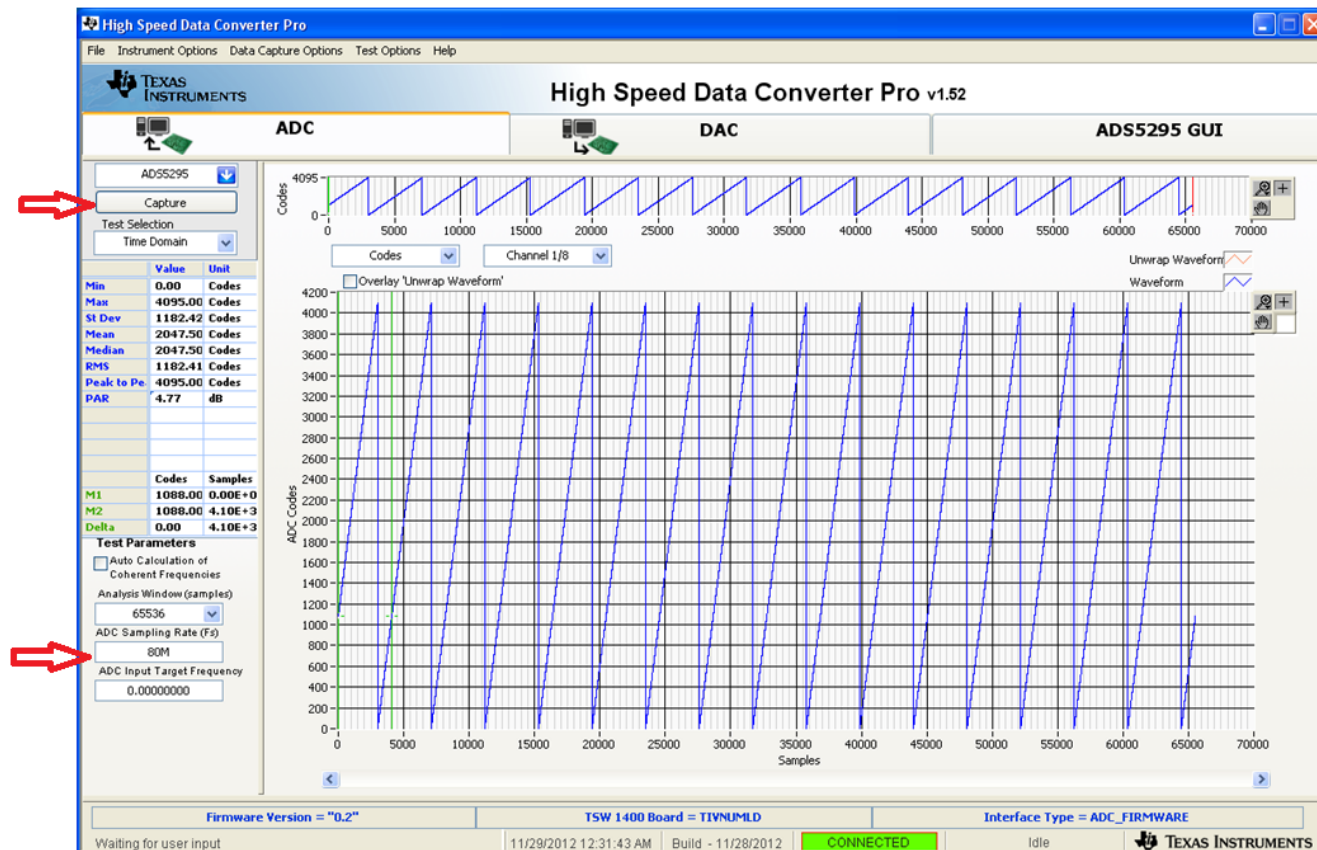 High Speed Data Converter Pro
File Instrument Options Data Capture Options Test Options Help
TEXAS INSTRUMENTS
High Speed Data Converter Pro v1.52
ADC
DAC
ADS5295 GUI
ADS5295
Capture
Test Selection
Time Domain
Value Unit
Min 0.00 Codes
Max 4095.00 Codes
St Dev 1182.42 Codes
Mean 2047.50 Codes
Median 2047.50 Codes
RMS 1182.41 Codes
Peak to Pe 4095.00 Codes
PAR 4.77 dB
Codes Samples
M1 1088.00 0.00E+0
M2 1088.00 4.10E+3
Delta 0.00 4.10E+3
Test Parameters
Auto Calculation of
Coherent Frequencies
Analysis Window (samples)
65536
ADC Sampling Rate (Fs)
80M
ADC Input Target Frequency
0.00000000
Codes
4095
0
0 5000 10000 15000 20000 25000 30000 35000 40000 45000 50000 55000 60000 65000 70000
Codes
Channel 1/8
Unwrap Waveform
Overlay 'Unwrap Waveform'
Waveform
ADC Codes
4200
4000
3800
3600
3400
3200
3000
2800
2600
2400
2200
2000
1800
1600
1400
1200
1000
800
600
400
200
0
0 5000 10000 15000 20000 25000 30000 35000 40000 45000 50000 55000 60000 65000 70000
Samples
Firmware Version = "0.2"
TSW 1400 Board = TIVNUMLD
Interface Type = ADC_FIRMWARE
Waiting for user input
11/29/2012 12:31:43 AM
Build - 11/28/2012
CONNECTED
Idle
TEXAS INSTRUMENTS